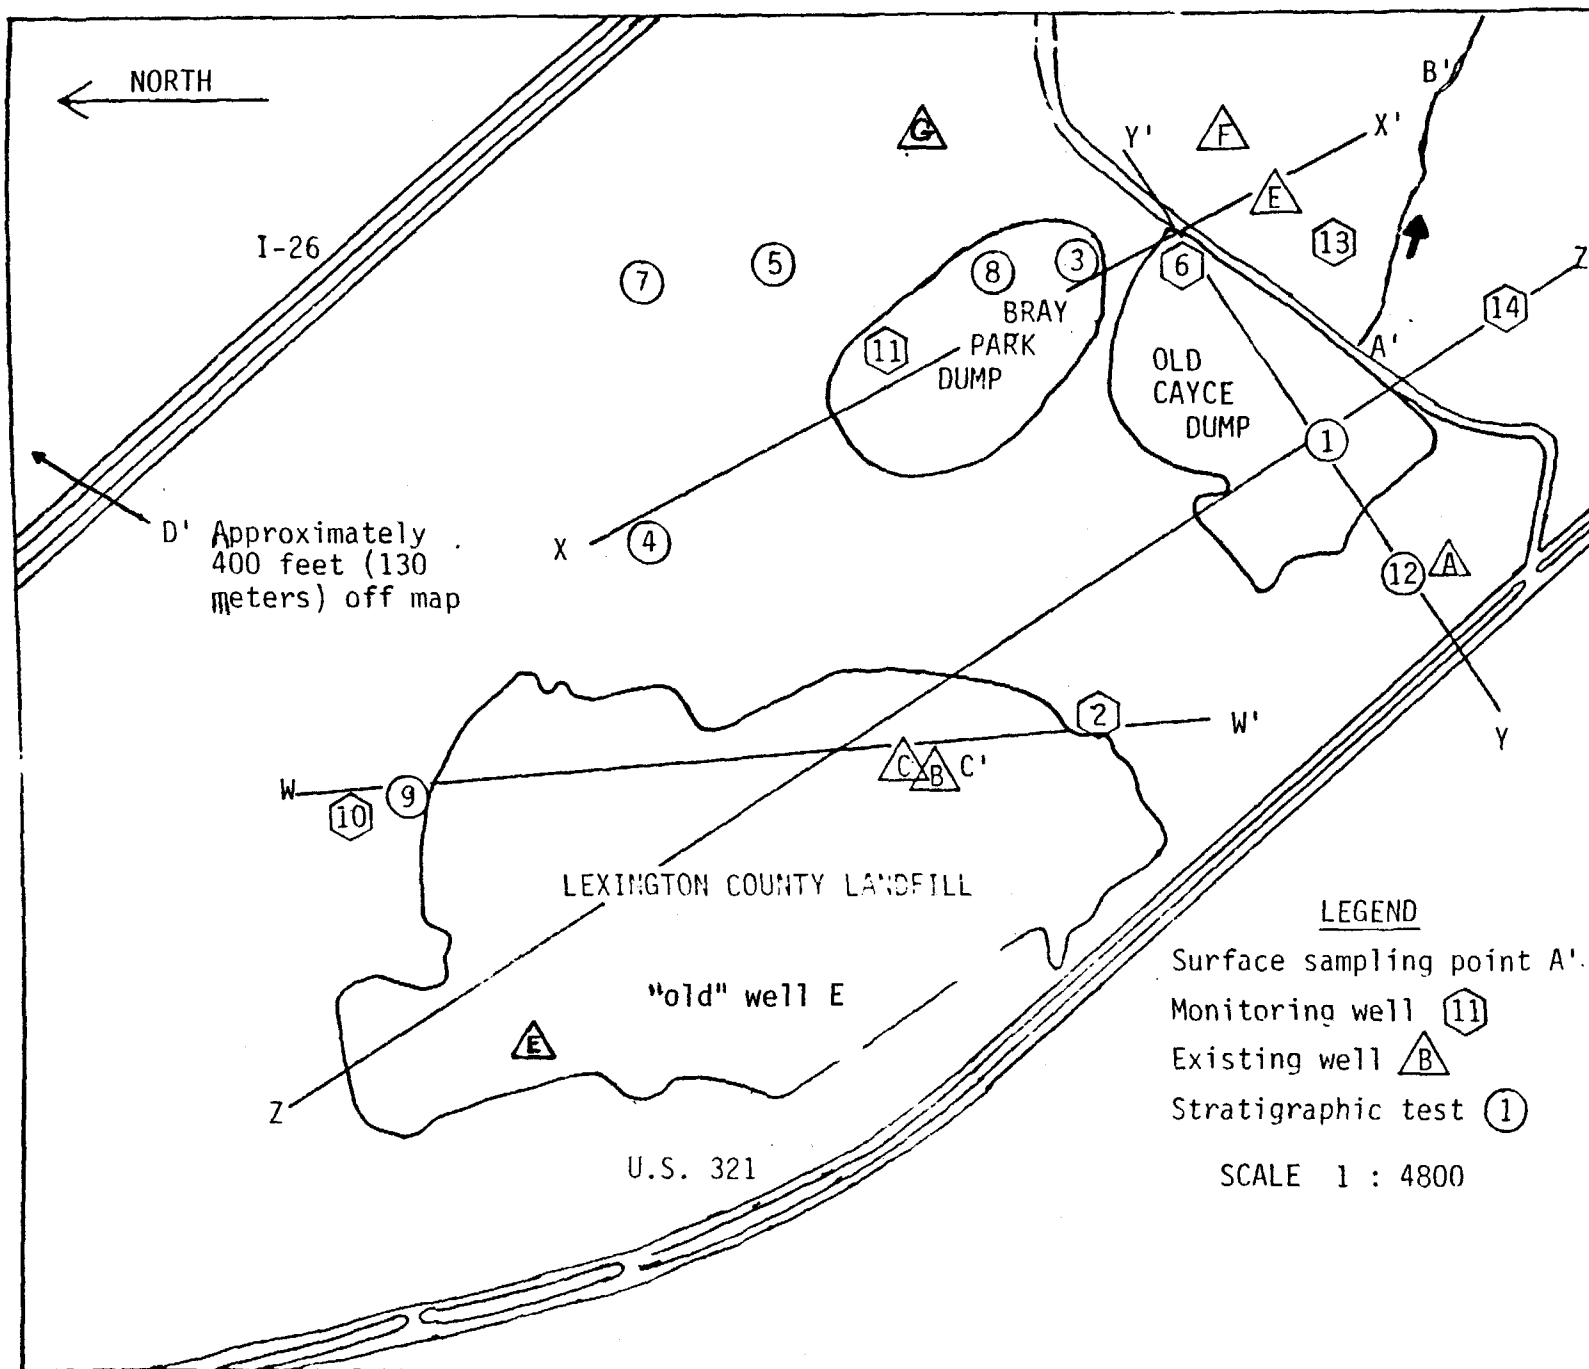 NORTH
I-26
G
F
E
Y'
B'
X'
13
7
5
8
3
6
14
Z
BRAY
PARK
DUMP
11
OLD
CAYCE
DUMP
A'
1
D' Approximately
400 feet (130
meters) off map
X
4
12
A
Y
2
W'
W
10
9
C
B
C'
LEXINGTON COUNTY LANDFILL
"old" well E
E
Z
U.S. 321
LEGEND
Surface sampling point A'
Monitoring well 11
Existing well B
Stratigraphic test 1
SCALE 1 : 4800